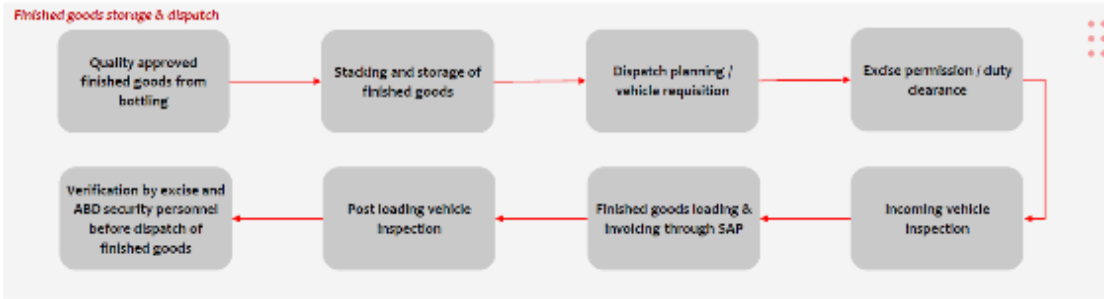 Finished goods storage & dispatch
Quality approved
finished goods from
bottling
Stacking and storage of
finished goods
Dispatch planning /
vehicle requisition
Excise permission / duty
clearance
Incoming vehicle
inspection
Finished goods loading &
invoicing through SAP
Post loading vehicle
inspection
Verification by excise and
ABD security personnel
before dispatch of
finished goods